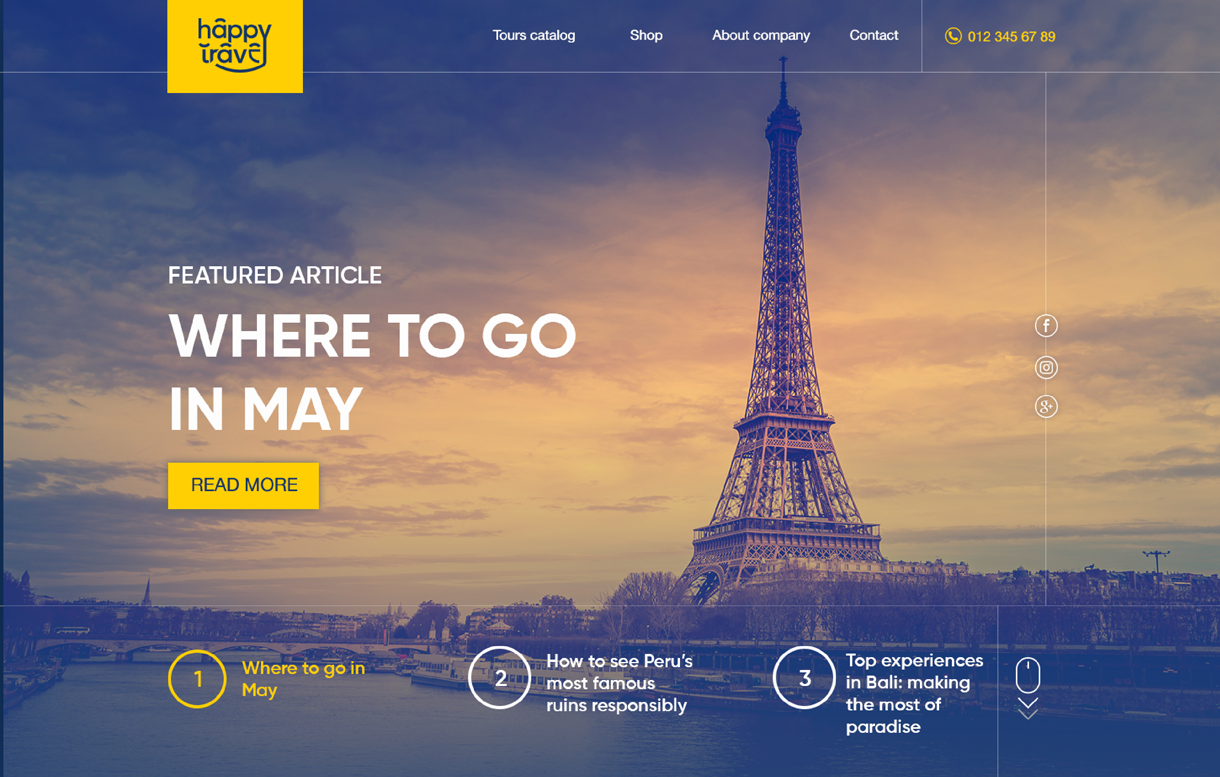 happy
travel
Tours catalog
Shop
About company
Contact
012 345 67 89
FEATURED ARTICLE
WHERE TO GO
IN MAY
READ MORE
1
Where to go in
May
2
How to see Peru's
most famous
ruins responsibly
3
Top experiences
in Bali: making
the most of
paradise